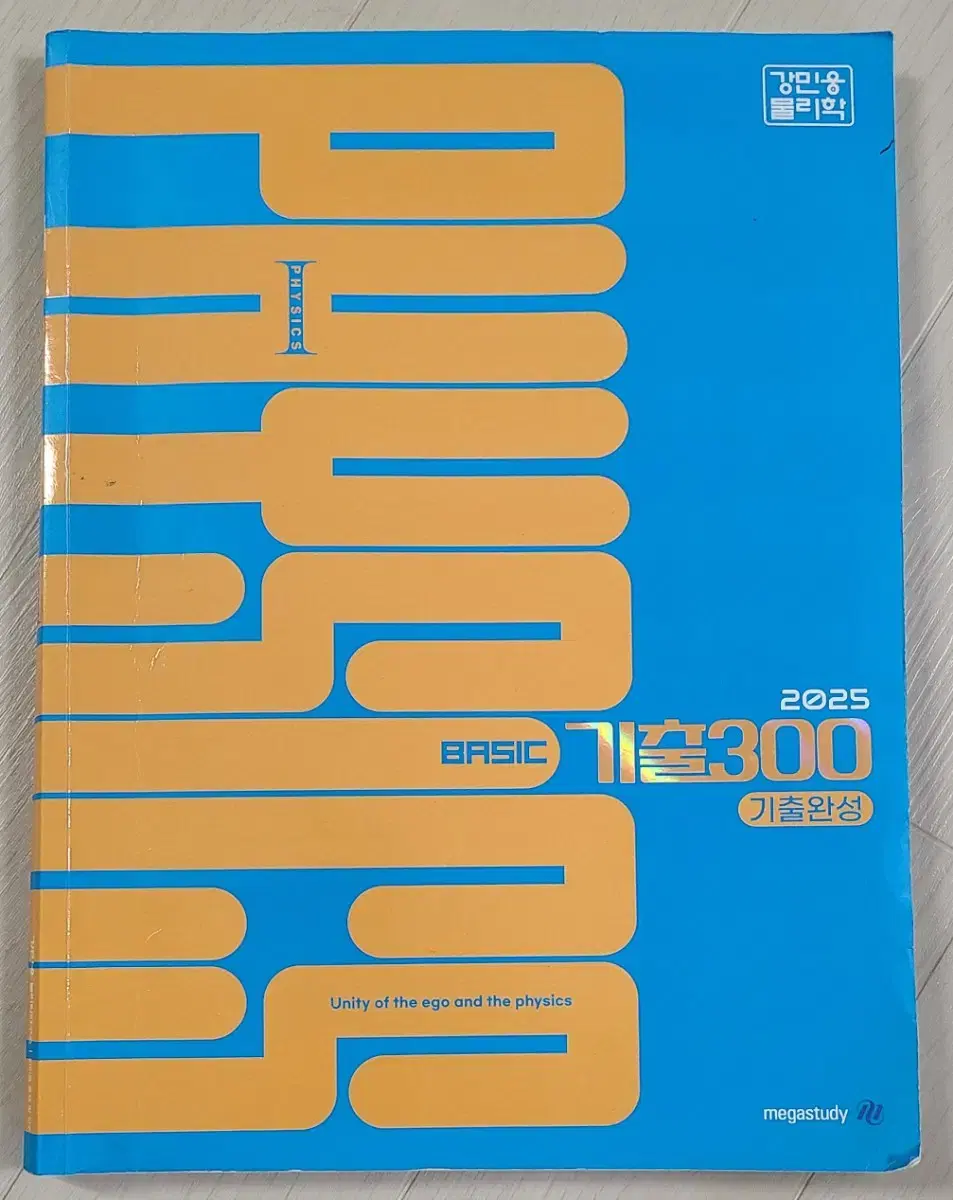 강민웅
물리학
PHYSICS
I
PHYSICS
2025
BASIC 기출300
기출완성
Unity of the ego and the physics
megastudy